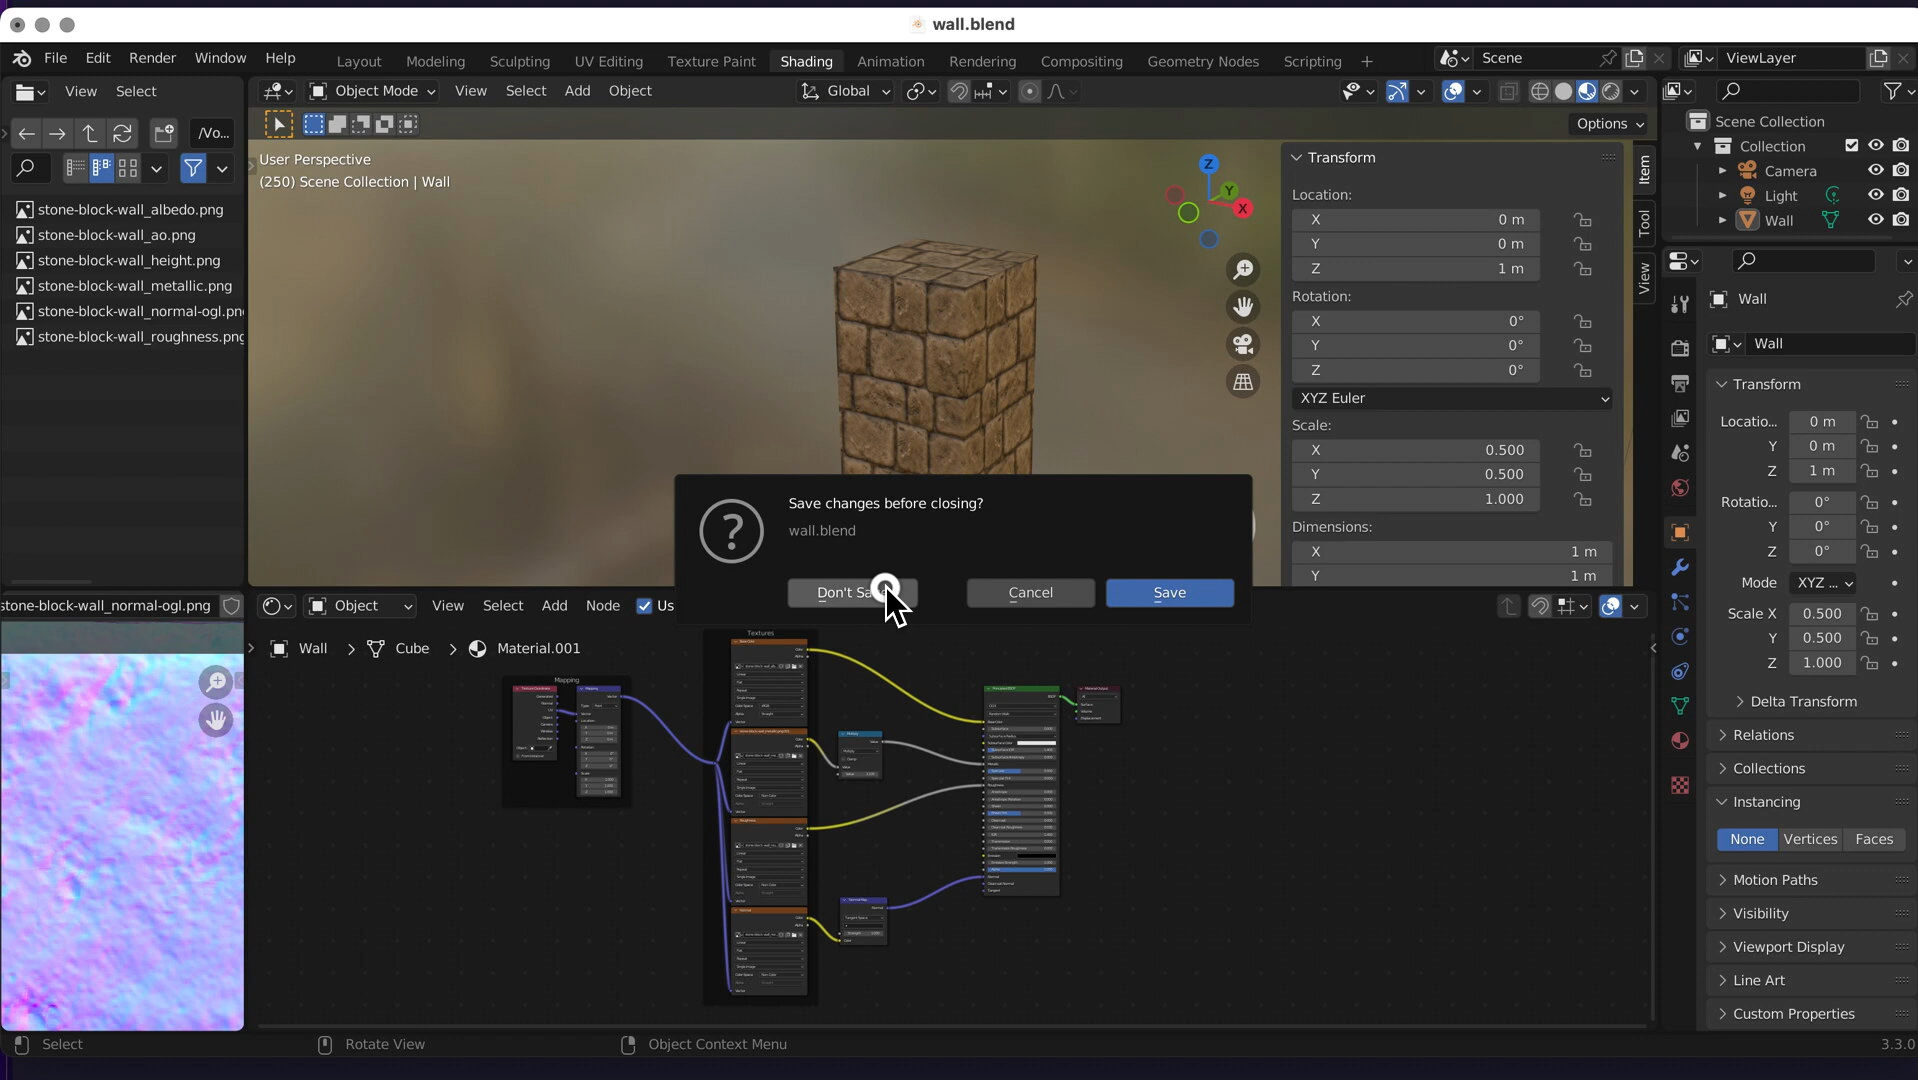 wall.blend
File Edit Render Window Help
Layout Modeling Sculpting UV Editing Texture Paint Shading Animation Rendering Compositing Geometry Nodes Scripting +
Scene
ViewLayer
View Select
Object Mode View Select Add Object
Global
/Vo...
Options
User Perspective
(250) Scene Collection | Wall
Z
Y
X
stone-block-wall_albedo.png
stone-block-wall_ao.png
stone-block-wall_height.png
stone-block-wall_metallic.png
stone-block-wall_normal-ogl.pn
stone-block-wall_roughness.png
Transform
Location:
X 0 m
Y 0 m
Z 1 m
Rotation:
X 0°
Y 0°
Z 0°
XYZ Euler
Scale:
X 0.500
Y 0.500
Z 1.000
Dimensions:
X 1 m
Y 1 m
Item
Tool
View
Scene Collection
Collection
Camera
Light
Wall
Wall
Wall
Transform
Locatio... 0 m
Y 0 m
Z 1 m
Rotatio... 0°
Y 0°
Z 0°
Mode XYZ ...
Scale X 0.500
Y 0.500
Z 1.000
Delta Transform
Relations
Collections
Instancing
None Vertices Faces
Motion Paths
Visibility
Viewport Display
Line Art
Custom Properties
Save changes before closing?
wall.blend
Don't Sa
Cancel
Save
stone-block-wall_normal-ogl.png
Object View Select Add Node Us
Wall > Cube > Material.001
Textures
Mapping
Select
Rotate View
Object Context Menu
3.3.0